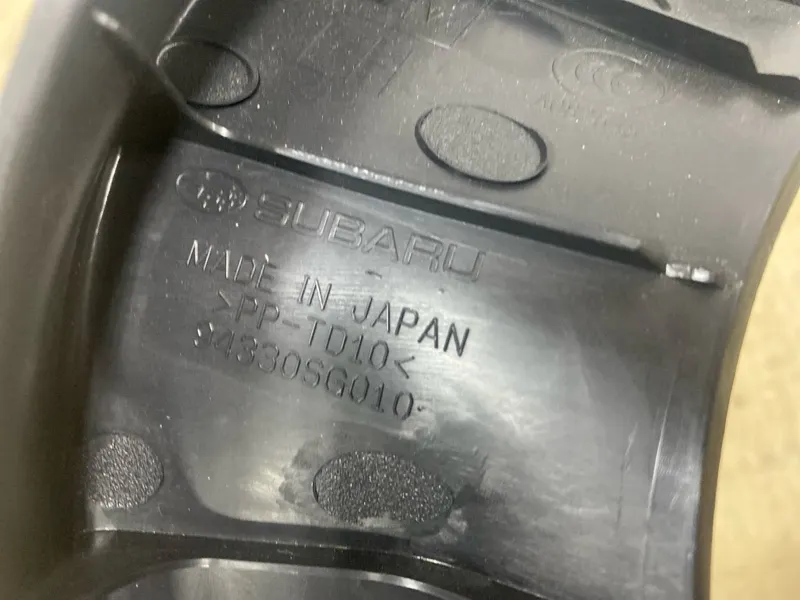 SUBARU
MADE IN JAPAN
>PP-TD10<
94330SG010